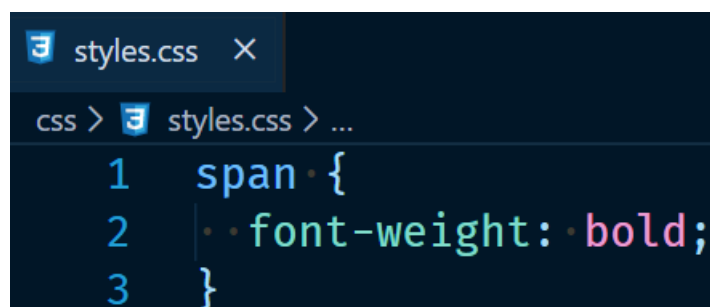 styles.css ×
css > styles.css > ...
1 span {
2   font-weight: bold;
3 }